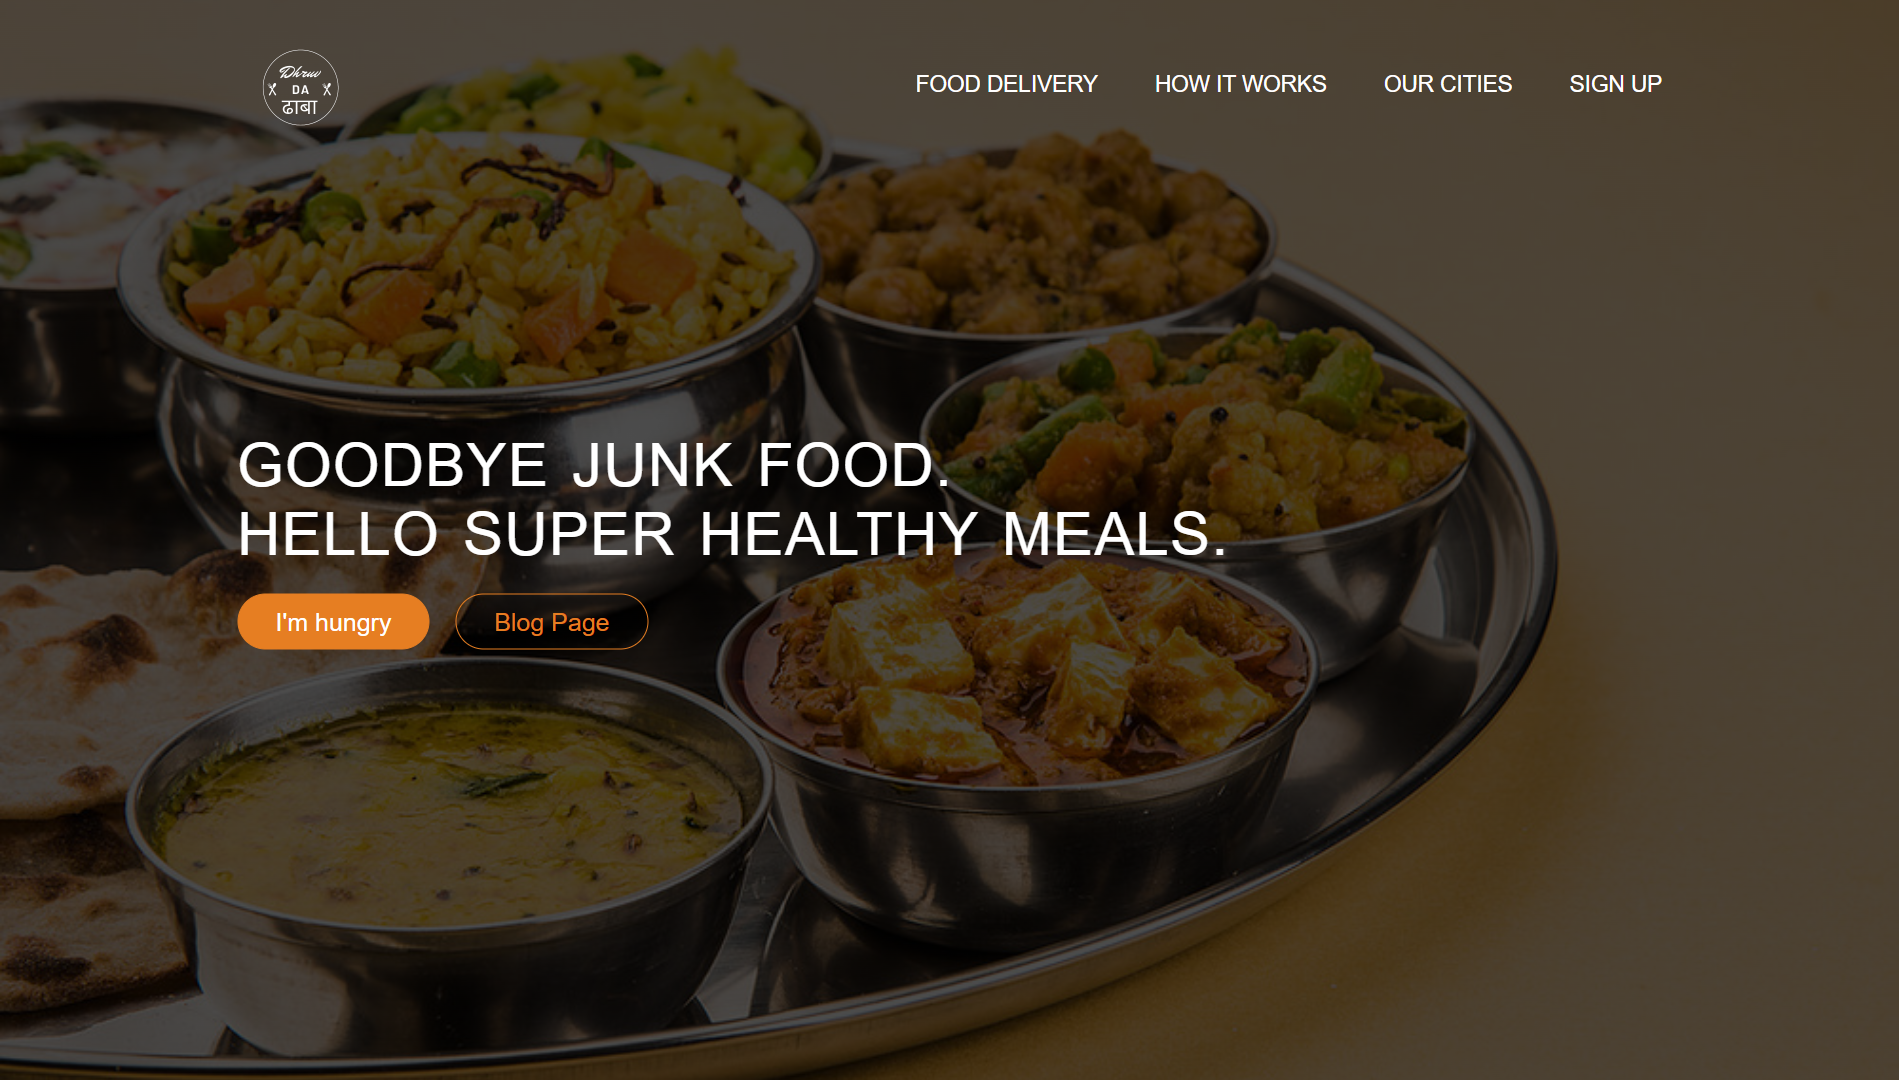 Dhruv
DA
ढाबा
FOOD DELIVERY
HOW IT WORKS
OUR CITIES
SIGN UP
GOODBYE JUNK FOOD.
HELLO SUPER HEALTHY MEALS.
I'm hungry
Blog Page